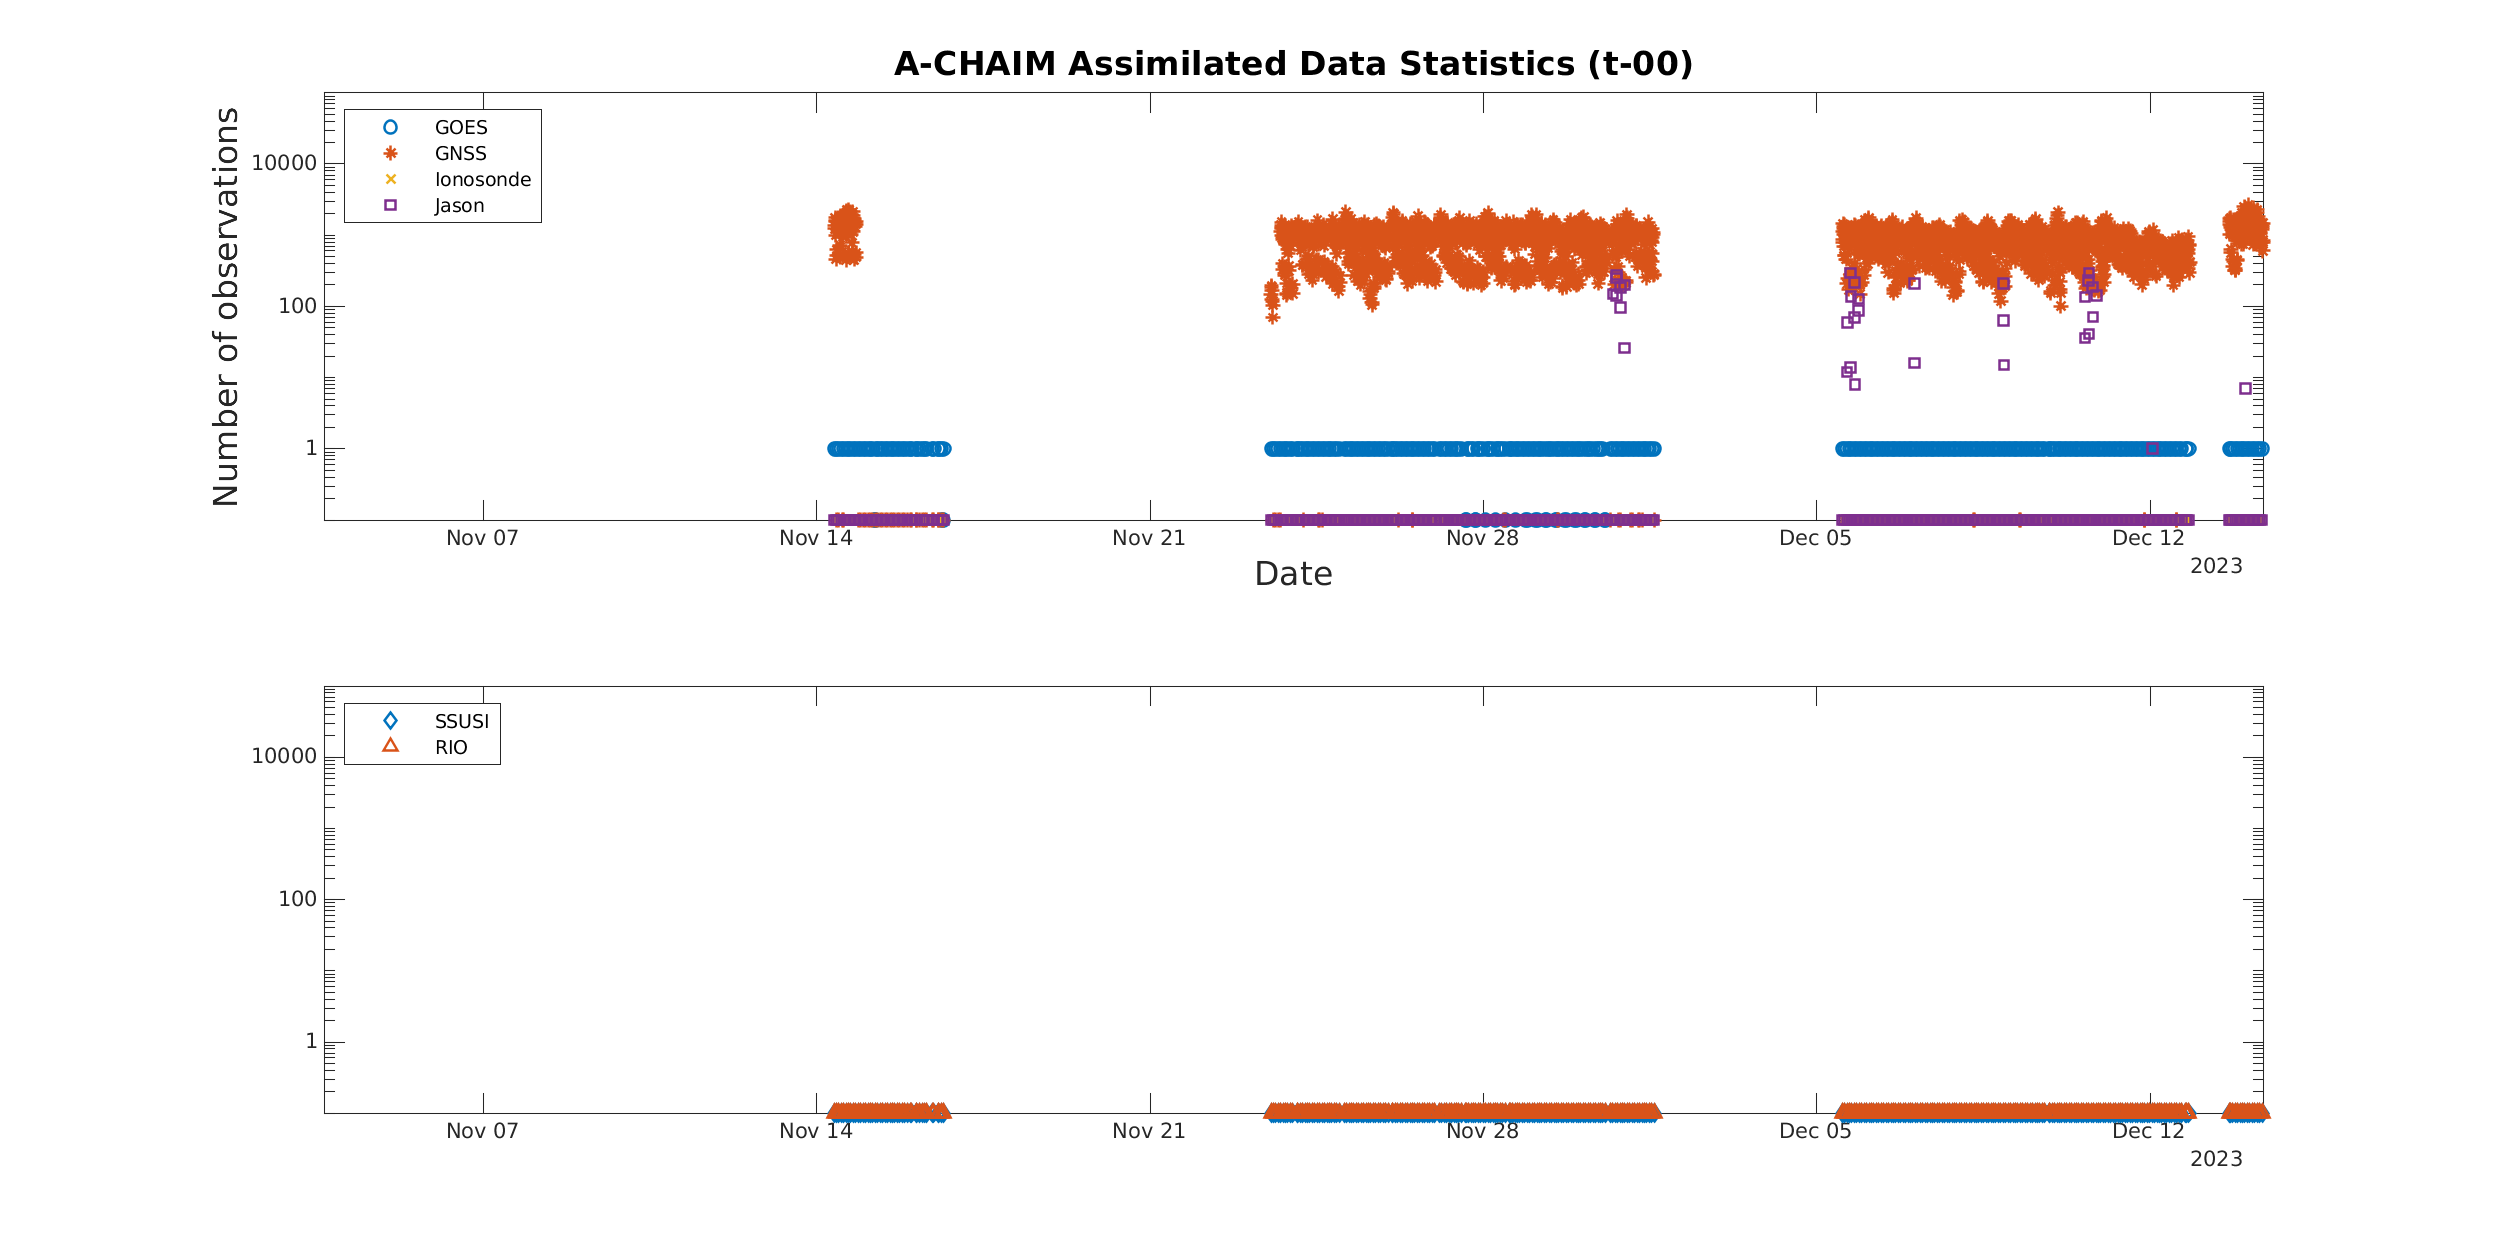 A-CHAIM Assimilated Data Statistics (t-00)
Number of observations
10000
100
1
GOES
GNSS
Ionosonde
Jason
Nov 07
Nov 14
Nov 21
Nov 28
Dec 05
Dec 12
2023
Date
10000
100
1
SSUSI
RIO
Nov 07
Nov 14
Nov 21
Nov 28
Dec 05
Dec 12
2023